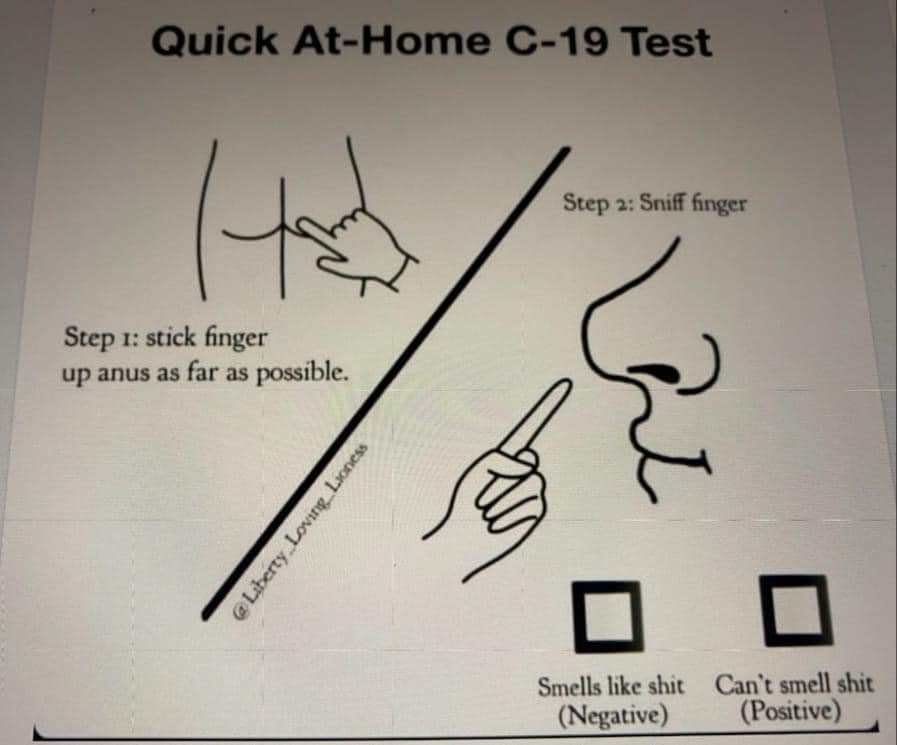 Quick At-Home C-19 Test
Step 1: stick finger
up anus as far as possible.
@Liberty_Loving_Lioness
Step 2: Sniff finger
Smells like shit
(Negative)
Can't smell shit
(Positive)